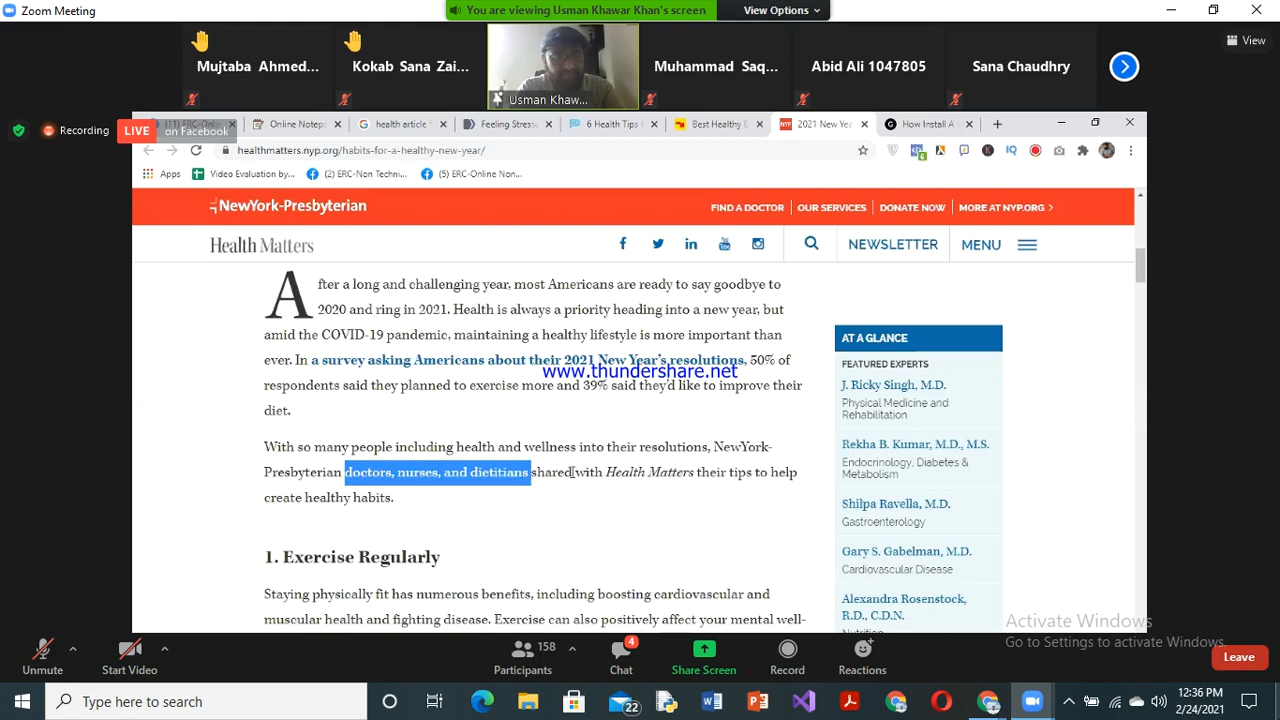 Zoom Meeting
You are viewing Usman Khawar Khan's screen
View Options
View
Mujtaba Ahmed...
Kokab Sana Zai...
Usman Khaw...
Muhammad Saq...
Abid Ali 1047805
Sana Chaudhry
Recording
LIVE
on Facebook
Online Notep
health article
Feeling Stresse
6 Health Tips
Best Healthy E
2021 New Year
How Install A
healthmatters.nyp.org/habits-for-a-healthy-new-year/
Apps
Video Evaluation by...
(2) ERC-Non Techni...
(5) ERC-Online Non...
NewYork-Presbyterian
FIND A DOCTOR
OUR SERVICES
DONATE NOW
MORE AT NYP.ORG >
Health Matters
NEWSLETTER
MENU
After a long and challenging year, most Americans are ready to say goodbye to
2020 and ring in 2021. Health is always a priority heading into a new year, but
amid the COVID-19 pandemic, maintaining a healthy lifestyle is more important than
ever. In a survey asking Americans about their 2021 New Year's resolutions, 50% of
www.thundershare.net
respondents said they planned to exercise more and 39% said they'd like to improve their
diet.
With so many people including health and wellness into their resolutions, NewYork-
Presbyterian doctors, nurses, and dietitians shared with Health Matters their tips to help
create healthy habits.
1. Exercise Regularly
Staying physically fit has numerous benefits, including boosting cardiovascular and
muscular health and fighting disease. Exercise can also positively affect your mental well-
AT A GLANCE
FEATURED EXPERTS
J. Ricky Singh, M.D.
Physical Medicine and
Rehabilitation
Rekha B. Kumar, M.D., M.S.
Endocrinology, Diabetes &
Metabolism
Shilpa Ravella, M.D.
Gastroenterology
Gary S. Gabelman, M.D.
Cardiovascular Disease
Alexandra Rosenstock,
R.D., C.D.N.
Nutrition
Activate Windows
Go to Settings to activate Windows.
Unmute
Start Video
158
Participants
4
Chat
Share Screen
Record
Reactions
Leave
Type here to search
22
12:36 PM
2/24/2021